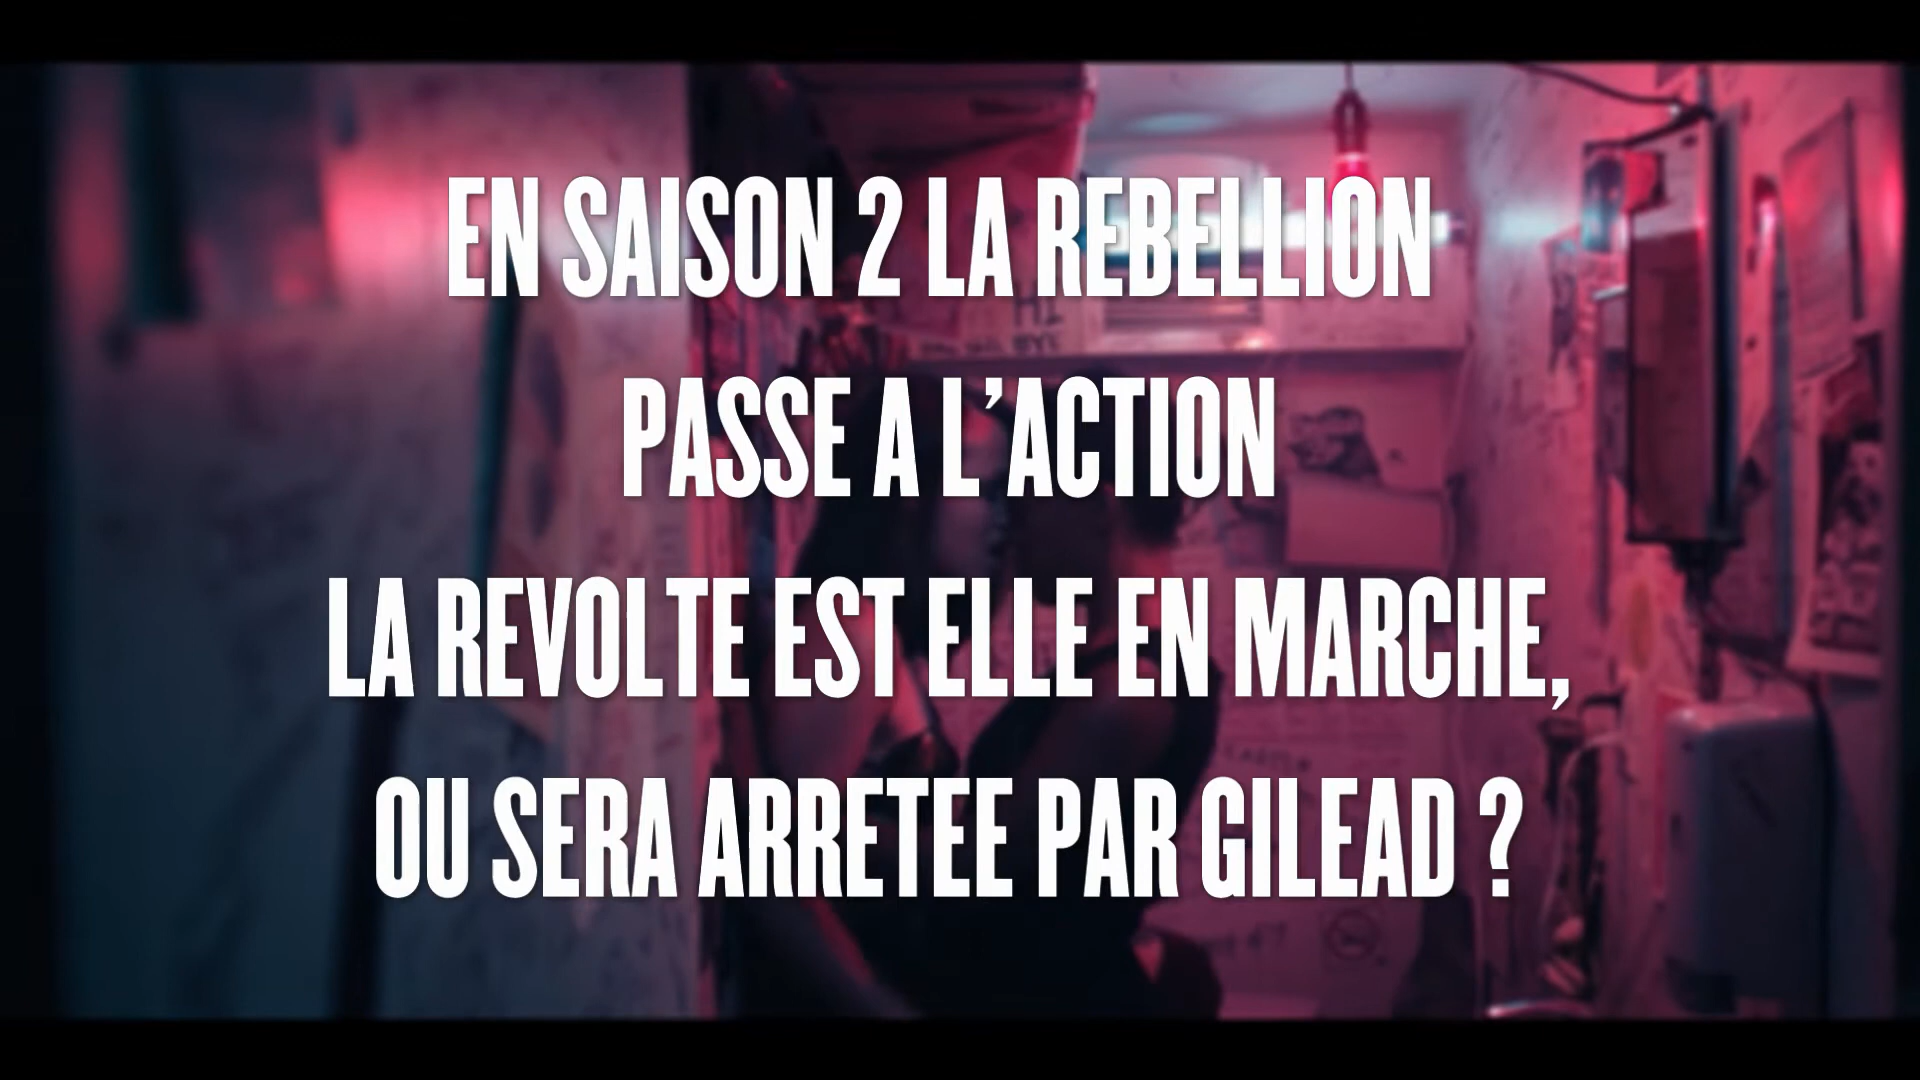 EN SAISON 2 LA REBELLION
PASSE A L'ACTION
LA REVOLTE EST ELLE EN MARCHE,
OU SERA ARRETEE PAR GILEAD ?